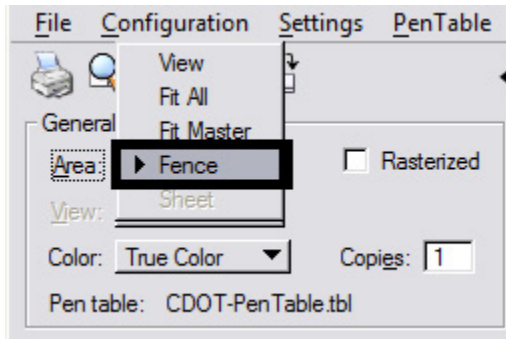 File Configuration Settings PenTable
View
Fit All
General Fit Master
Area: Fence Rasterized
View: Sheet
Color: True Color Copies: 1
Pen table: CDOT-PenTable.tbl